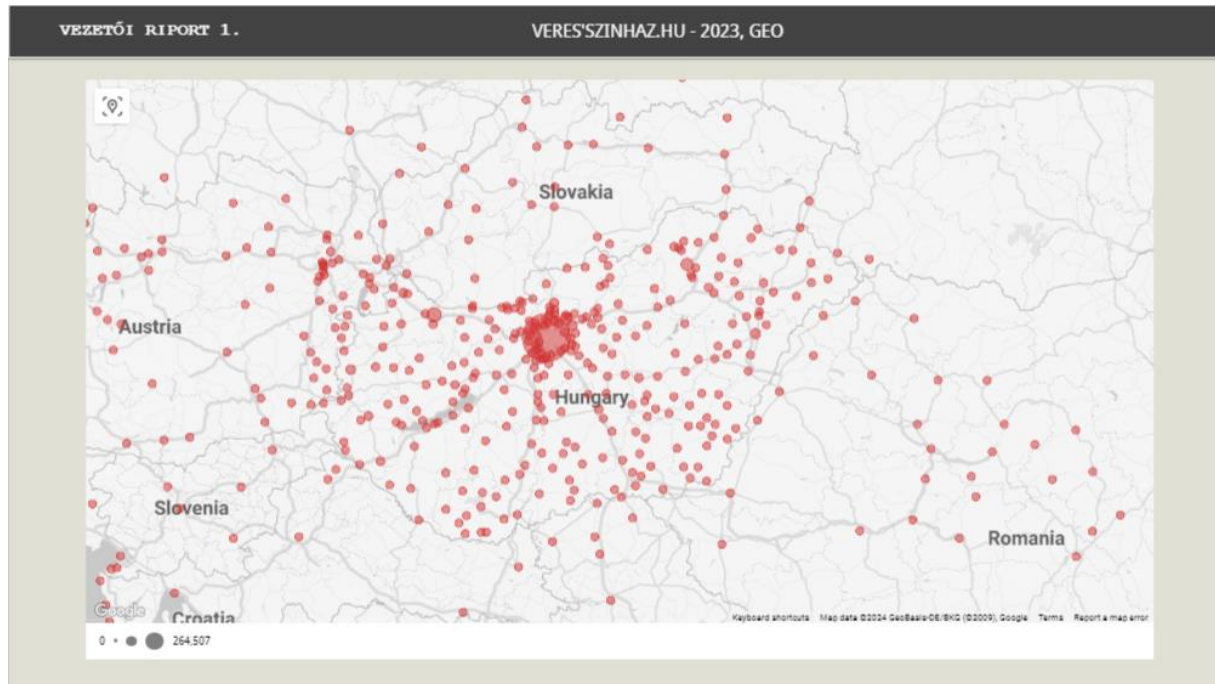 VEZETŐI RIPORT 1.
VERES'SZINHAZ.HU - 2023, GEO
Slovakia
Austria
Hungary
Slovenia
Romania
Croatia
Google
Keyboard shortcuts Map data ©2024 GeoBasis-DE/BKG (©2009), Google Terms Report a map error
0 264,507